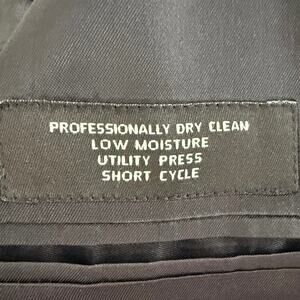 PROFESSIONALLY DRY CLEAN
LOW MOISTURE
UTILITY PRESS
SHORT CYCLE